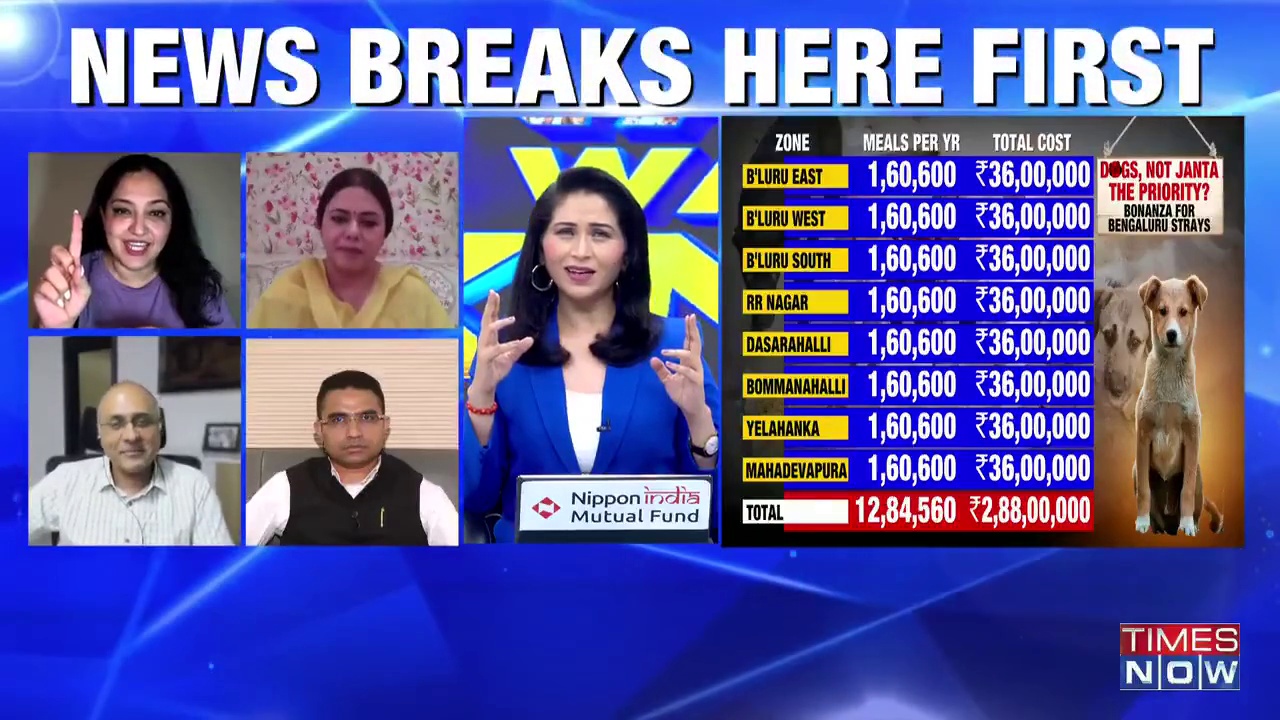 NEWS BREAKS HERE FIRST
ZONE MEALS PER YR TOTAL COST
B'LURU EAST 1,60,600 ₹36,00,000
B'LURU WEST 1,60,600 ₹36,00,000
B'LURU SOUTH 1,60,600 ₹36,00,000
RR NAGAR 1,60,600 ₹36,00,000
DASARAHALLI 1,60,600 ₹36,00,000
BOMMANAHALLI 1,60,600 ₹36,00,000
YELAHANKA 1,60,600 ₹36,00,000
MAHADEVAPURA 1,60,600 ₹36,00,000
TOTAL 12,84,560 ₹2,88,00,000
DOGS, NOT JANTA
THE PRIORITY?
BONANZA FOR
BENGALURU STRAYS
Nippon india
Mutual Fund
TIMES
NOW